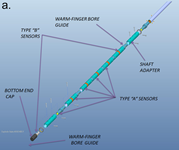 a.
WARM-FINGER BORE
GUIDE
TYPE "B"
SENSORS
SHAFT
ADAPTER
BOTTOM END
CAP
TYPE "A"
SENSORS
WARM-FINGER
BORE GUIDE